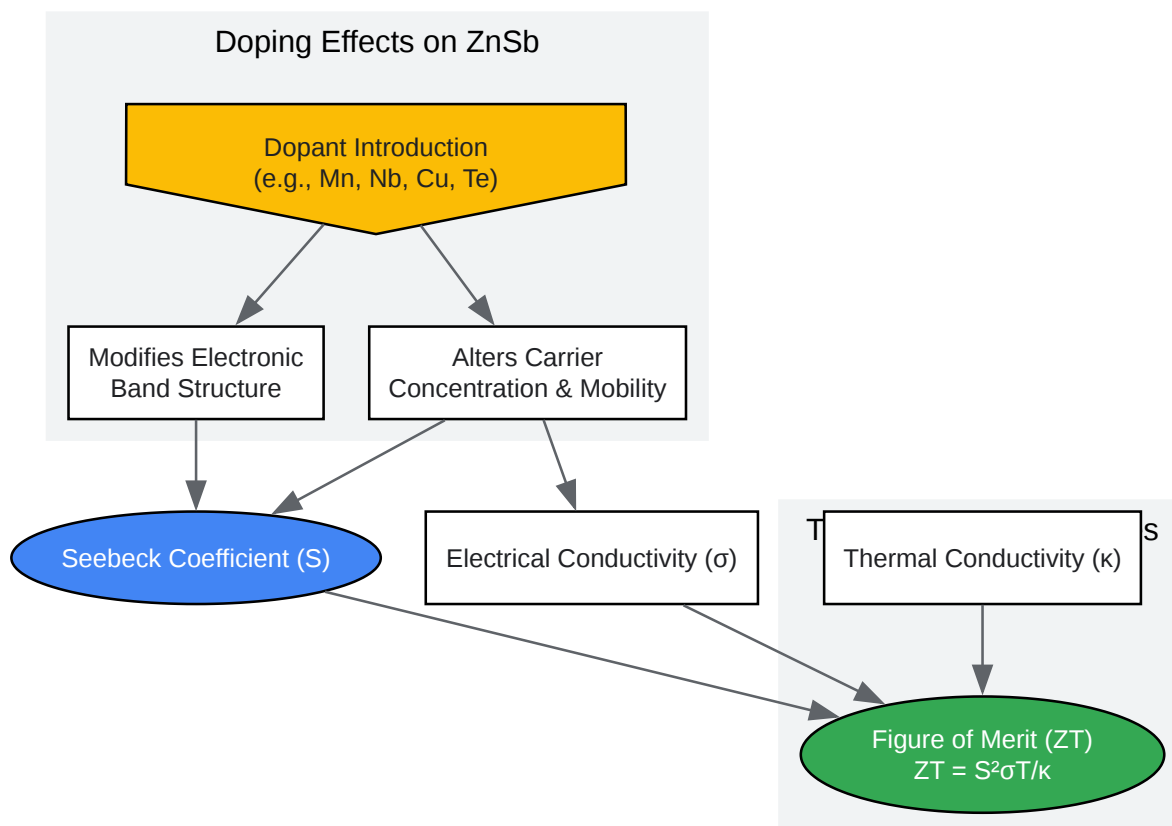 Doping Effects on ZnSb
Dopant Introduction
(e.g., Mn, Nb, Cu, Te)
Modifies Electronic
Band Structure
Alters Carrier
Concentration & Mobility
Seebeck Coefficient (S)
Electrical Conductivity (σ)
Thermal Conductivity (κ)
Figure of Merit (ZT)
ZT = S²σT/κ